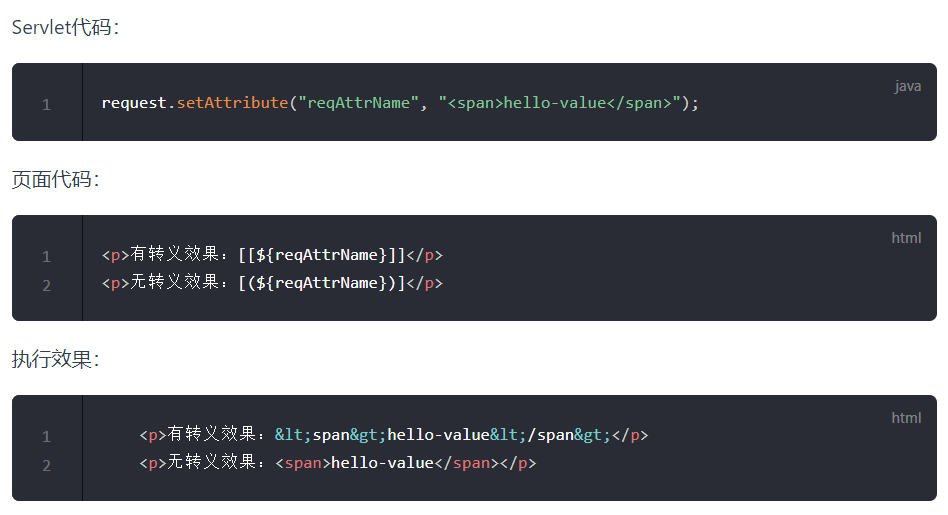 Servlet代码：
java
1 request.setAttribute("reqAttrName", "<span>hello-value</span>");
页面代码：
html
1 <p>有转义效果：[[${reqAttrName}]]</p>
2 <p>无转义效果：[(${reqAttrName})]</p>
执行效果：
html
1 <p>有转义效果：&lt;span&gt;hello-value&lt;/span&gt;</p>
2 <p>无转义效果：<span>hello-value</span></p>